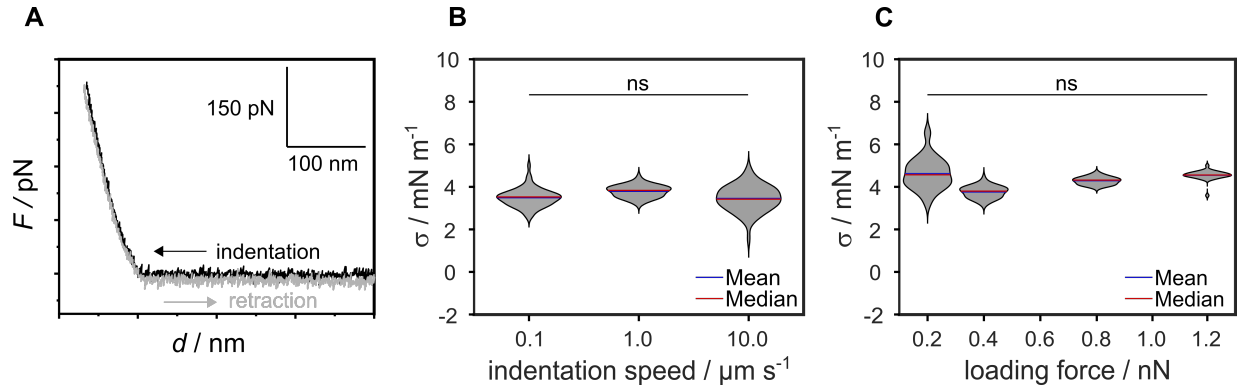 A
F / pN
150 pN
100 nm
indentation
retraction
d / nm
B
10
8
6
4
2
0
-2
σ / mN m⁻¹
ns
Mean
Median
0.1
1.0
10.0
indentation speed / µm s⁻¹
C
10
8
6
4
2
0
-2
σ / mN m⁻¹
ns
Mean
Median
0.2
0.4
0.6
0.8
1.0
1.2
loading force / nN